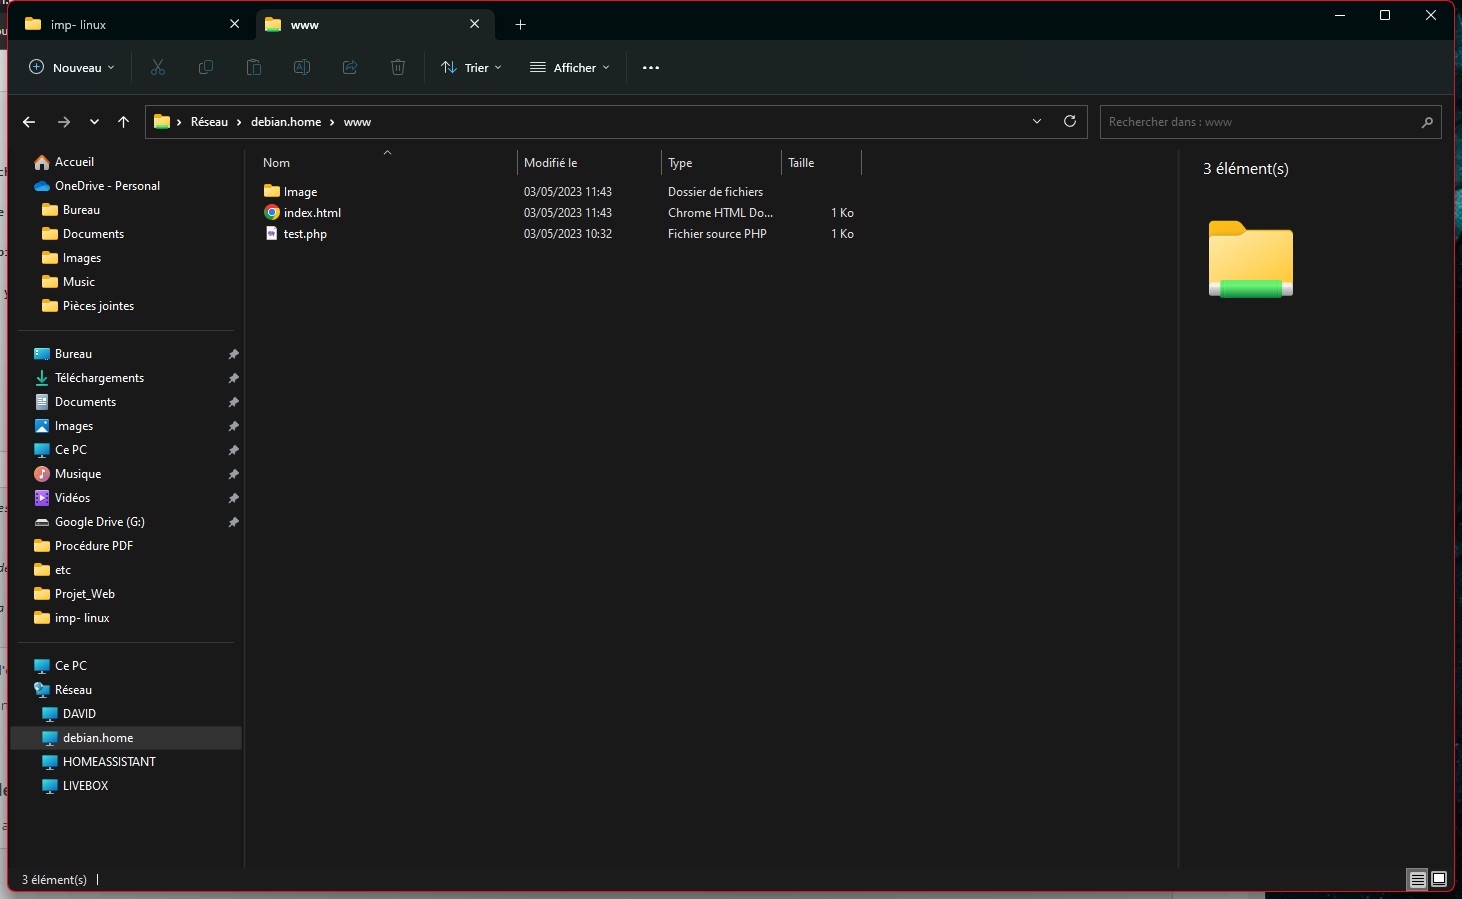 imp- linux
www
Nouveau
Trier
Afficher
Réseau > debian.home > www
Rechercher dans : www
Accueil
OneDrive - Personal
Bureau
Documents
Images
Music
Pièces jointes
Bureau
Téléchargements
Documents
Images
Ce PC
Musique
Vidéos
Google Drive (G:)
Procédure PDF
etc
Projet_Web
imp- linux
Ce PC
Réseau
DAVID
debian.home
HOMEASSISTANT
LIVEBOX
Nom Modifié le Type Taille
Image 03/05/2023 11:43 Dossier de fichiers
index.html 03/05/2023 11:43 Chrome HTML Do... 1 Ko
test.php 03/05/2023 10:32 Fichier source PHP 1 Ko
3 élément(s)
3 élément(s)